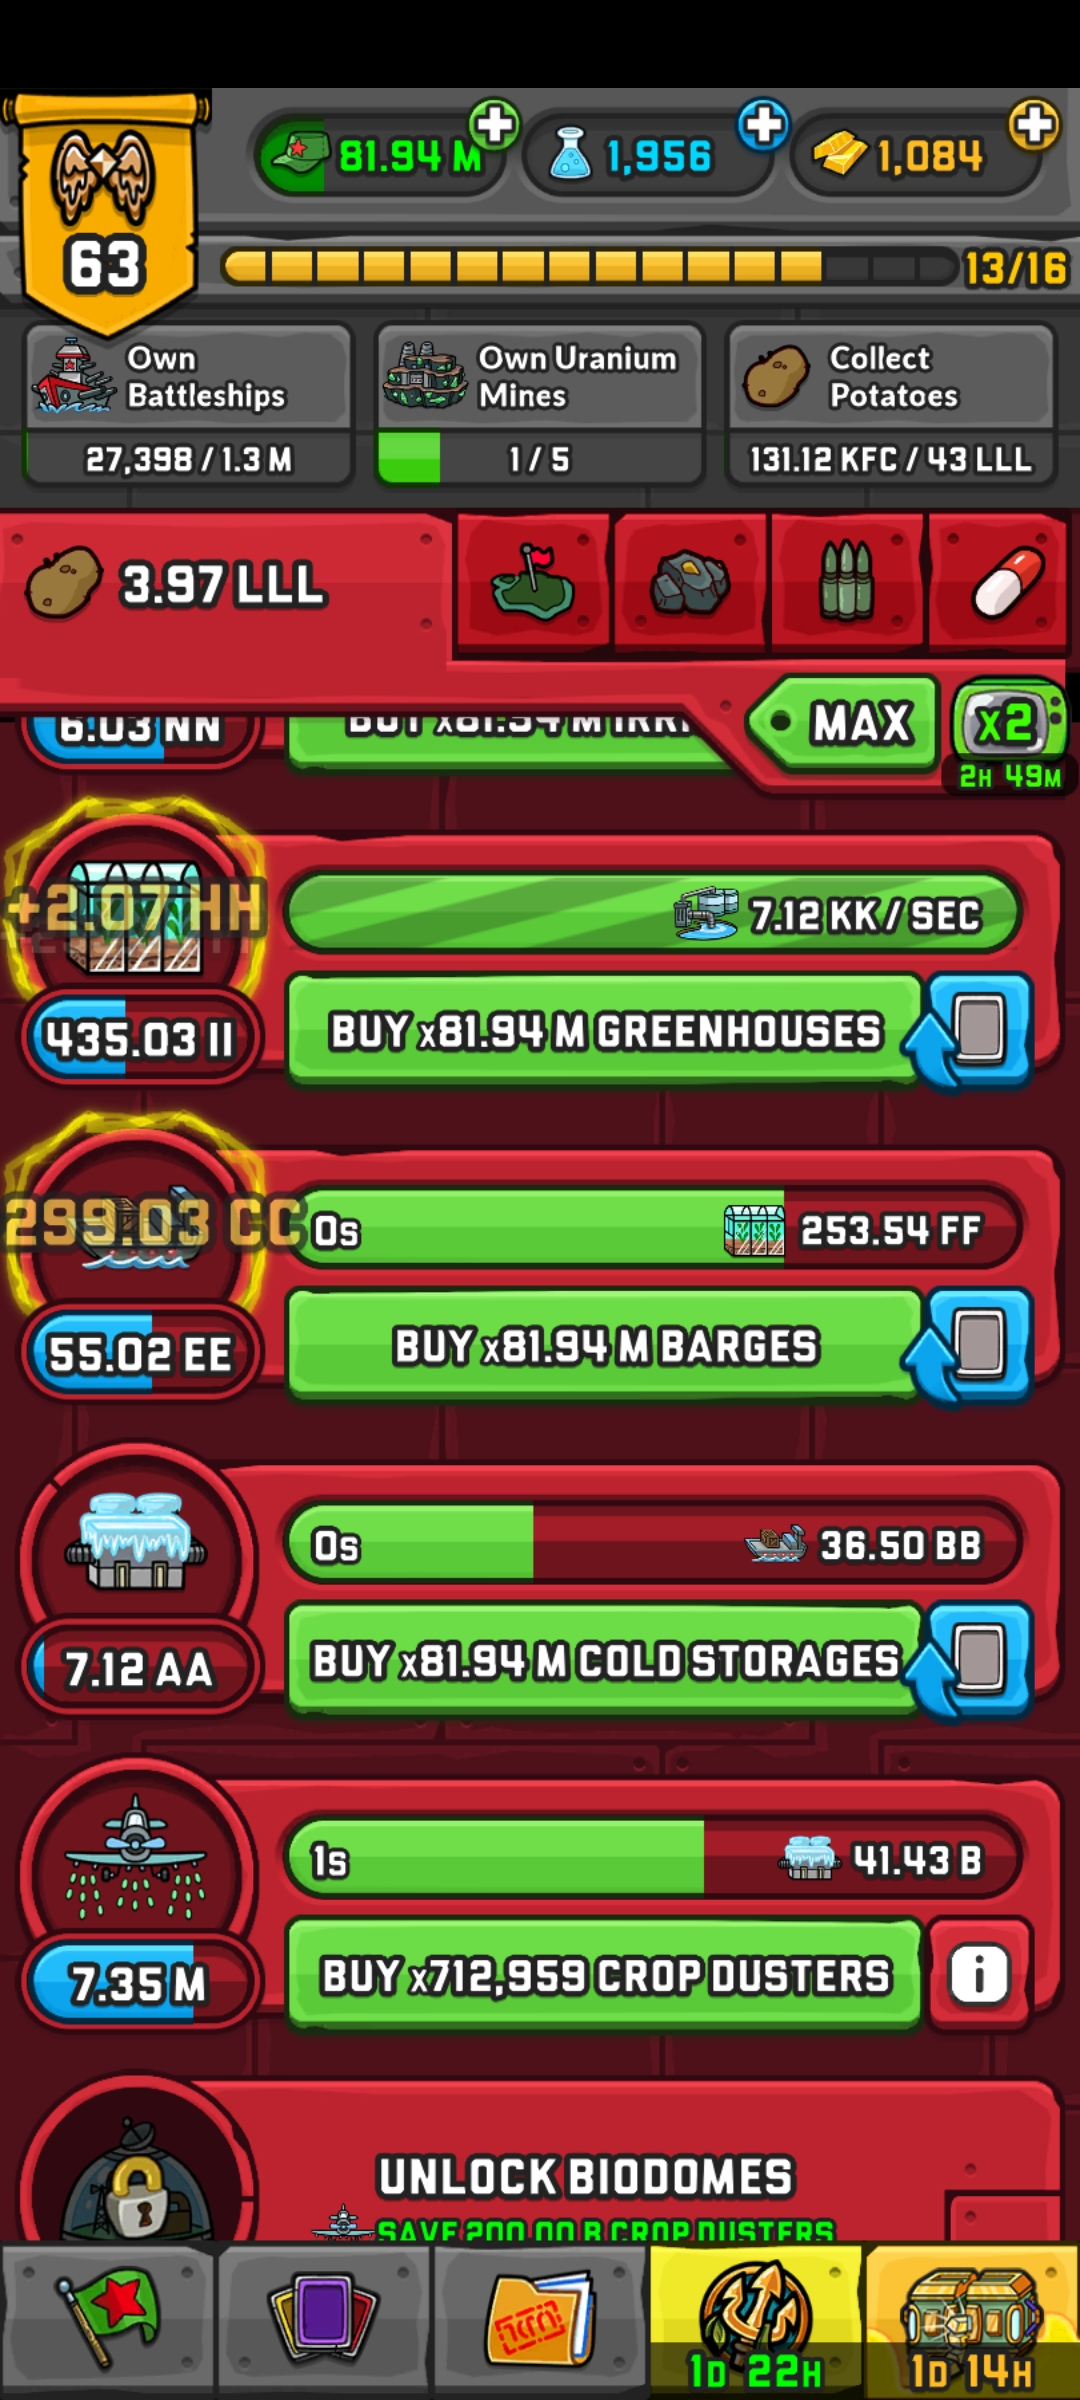 81.94 M
1,956
1,084
63
13/16
Own
Battleships
27,398 / 1.3 M
Own Uranium
Mines
1 / 5
Collect
Potatoes
131.12 KFC / 43 LLL
3.97 LLL
MAX
X2
2H 49M
6.03 NN
+2.07 HH
7.12 KK / SEC
435.03 II
BUY x81.94 M GREENHOUSES
299.03 CC
0s
253.54 FF
55.02 EE
BUY x81.94 M BARGES
0s
36.50 BB
7.12 AA
BUY x81.94 M COLD STORAGES
1s
41.43 B
7.35 M
BUY x712,959 CROP DUSTERS
i
UNLOCK BIODOMES
SAVE 200.00 B CROP DUSTERS
1D 22H
1D 14H